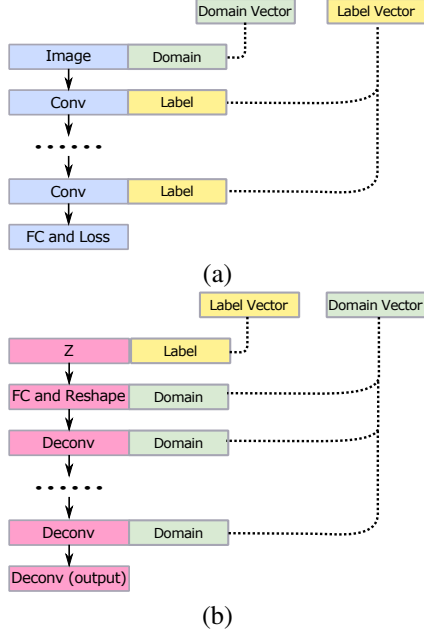 Domain Vector Label Vector
Image Domain
Conv Label
Conv Label
FC and Loss
(a)
Label Vector Domain Vector
Z Label
FC and Reshape Domain
Deconv Domain
Deconv Domain
Deconv (output)
(b)